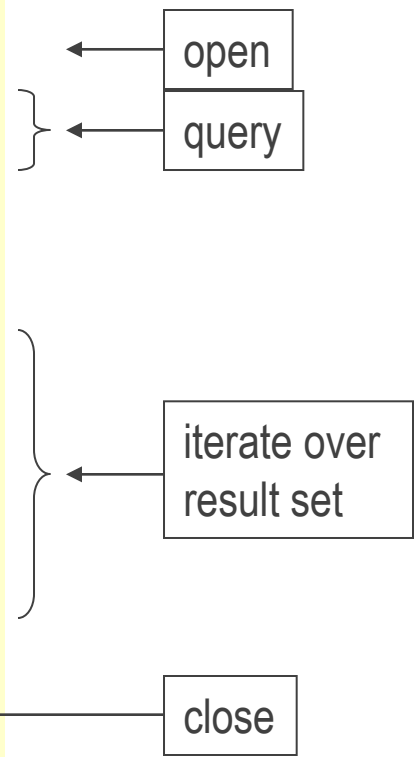 open
query
iterate over
result set
close